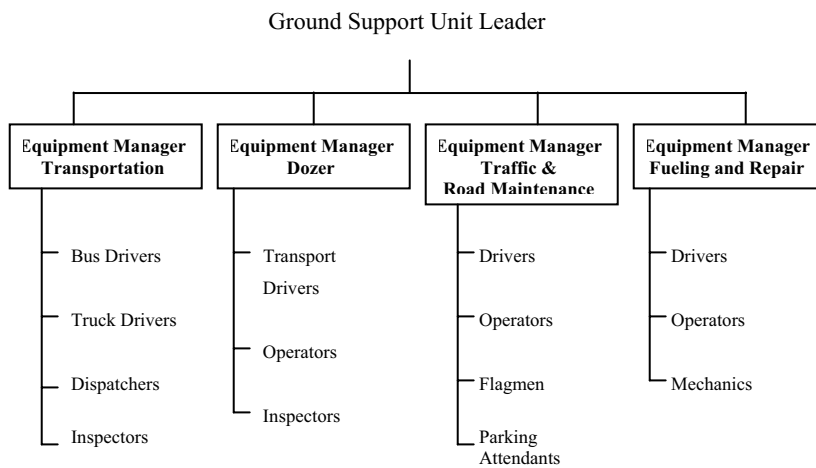 Ground Support Unit Leader
Equipment Manager
Transportation
Bus Drivers
Truck Drivers
Dispatchers
Inspectors
Equipment Manager
Dozer
Transport
Drivers
Operators
Inspectors
Equipment Manager
Traffic &
Road Maintenance
Drivers
Operators
Flagmen
Parking
Attendants
Equipment Manager
Fueling and Repair
Drivers
Operators
Mechanics